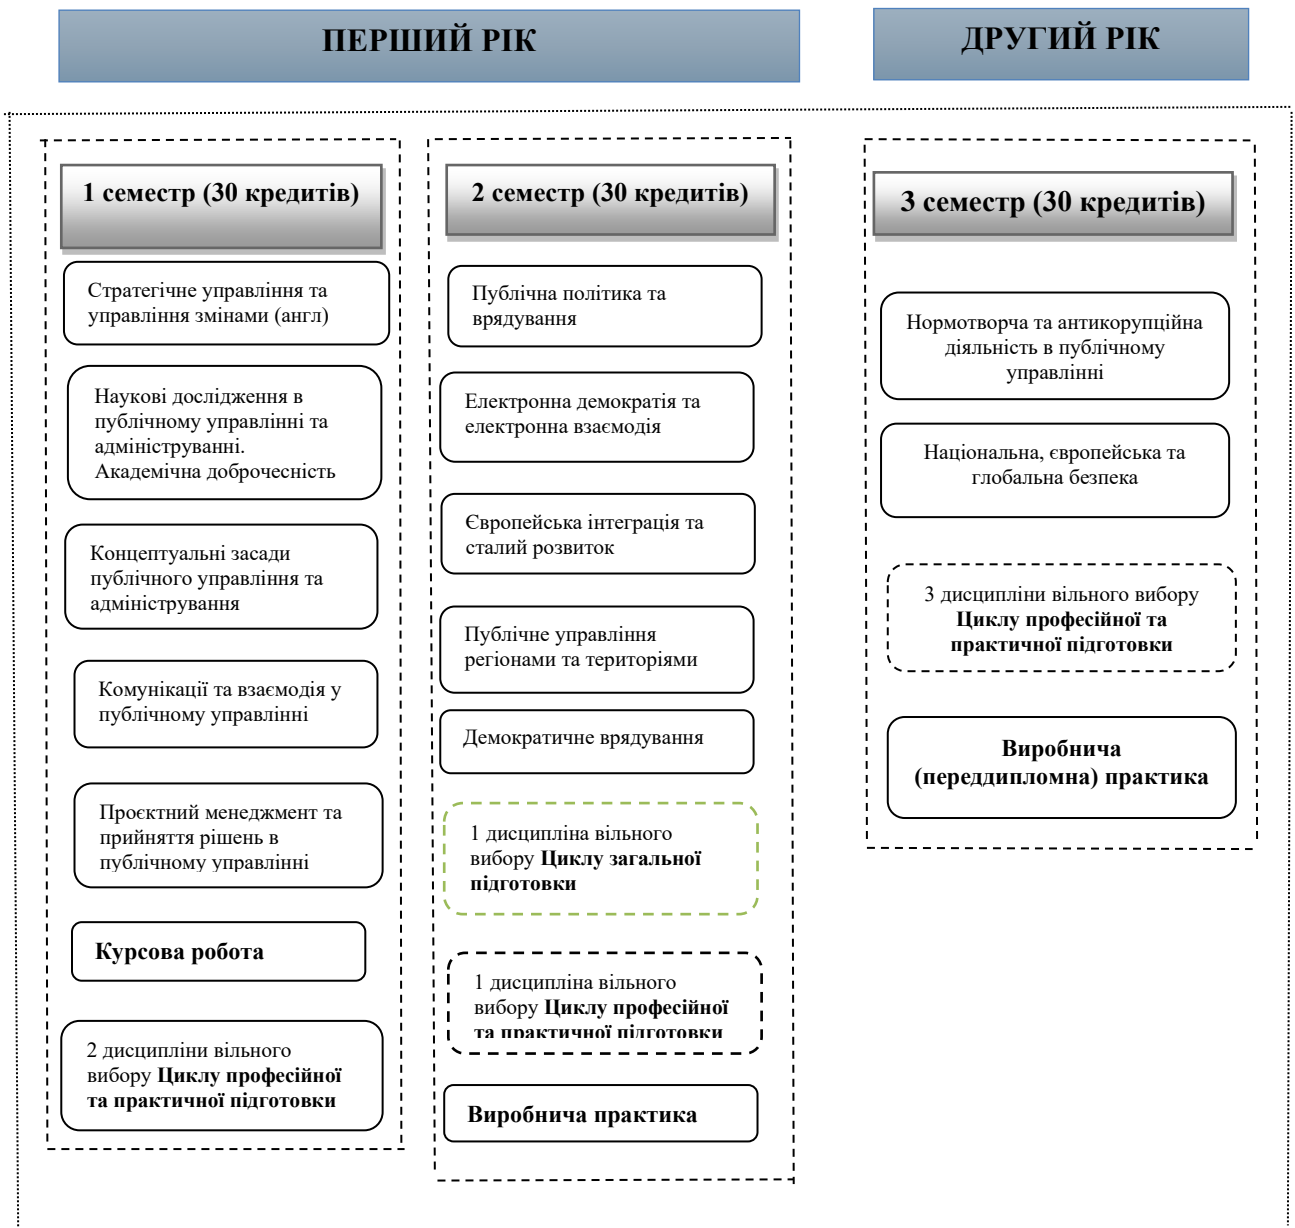 ПЕРШИЙ РІК
ДРУГИЙ РІК
1 семестр (30 кредитів)
Стратегічне управління та
управління змінами (англ)
Наукові дослідження в
публічному управлінні та
адмініструванні.
Академічна доброчесність
Концептуальні засади
публічного управління та
адміністрування
Комунікації та взаємодія у
публічному управлінні
Проєктний менеджмент та
прийняття рішень в
публічному управлінні
Курсова робота
2 дисципліни вільного
вибору Циклу професійної
та практичної підготовки
2 семестр (30 кредитів)
Публічна політика та
врядування
Електронна демократія та
електронна взаємодія
Європейська інтеграція та
сталий розвиток
Публічне управління
регіонами та територіями
Демократичне врядування
1 дисципліна вільного
вибору Циклу загальної
підготовки
1 дисципліна вільного
вибору Циклу професійної
та практичної підготовки
Виробнича практика
3 семестр (30 кредитів)
Нормотворча та антикорупційна
діяльність в публічному
управлінні
Національна, європейська та
глобальна безпека
3 дисципліни вільного вибору
Циклу професійної та
практичної підготовки
Виробнича
(переддипломна) практика